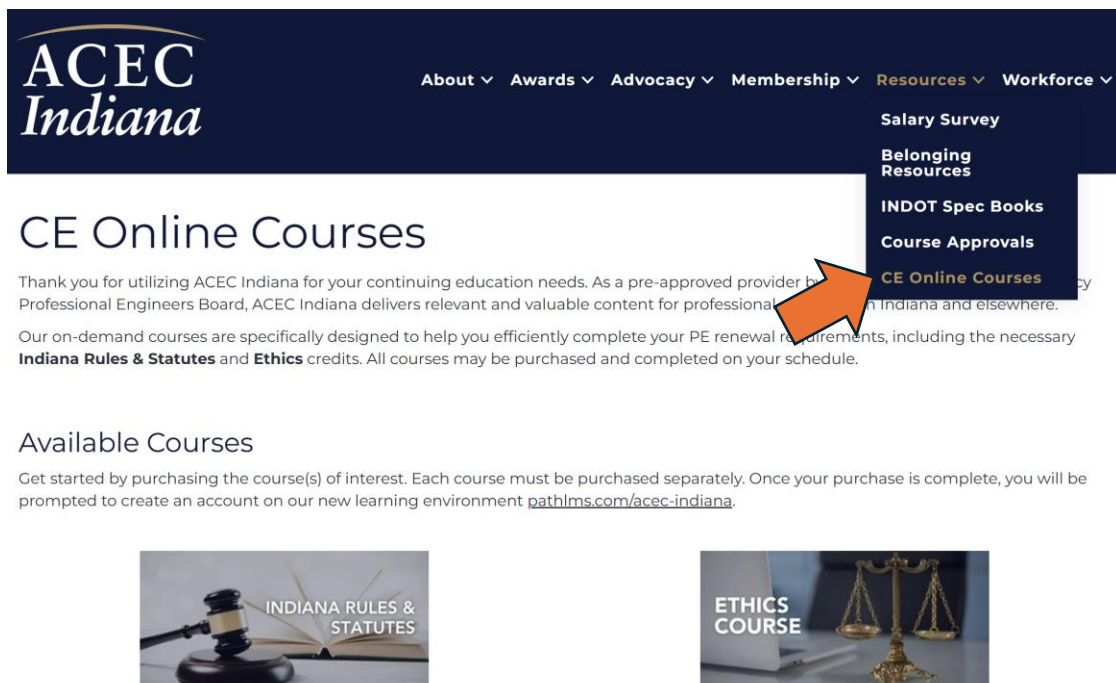 ACEC
Indiana
About Awards Advocacy Membership Resources Workforce
Salary Survey
Belonging
Resources
INDOT Spec Books
Course Approvals
CE Online Courses
CE Online Courses
Thank you for utilizing ACEC Indiana for your continuing education needs. As a pre-approved provider by
Professional Engineers Board, ACEC Indiana delivers relevant and valuable content for professional Indiana and elsewhere.
Our on-demand courses are specifically designed to help you efficiently complete your PE renewal requirements, including the necessary
Indiana Rules & Statutes and Ethics credits. All courses may be purchased and completed on your schedule.
Available Courses
Get started by purchasing the course(s) of interest. Each course must be purchased separately. Once your purchase is complete, you will be
prompted to create an account on our new learning environment pathlms.com/acec-indiana.
INDIANA RULES &
STATUTES
ETHICS
COURSE